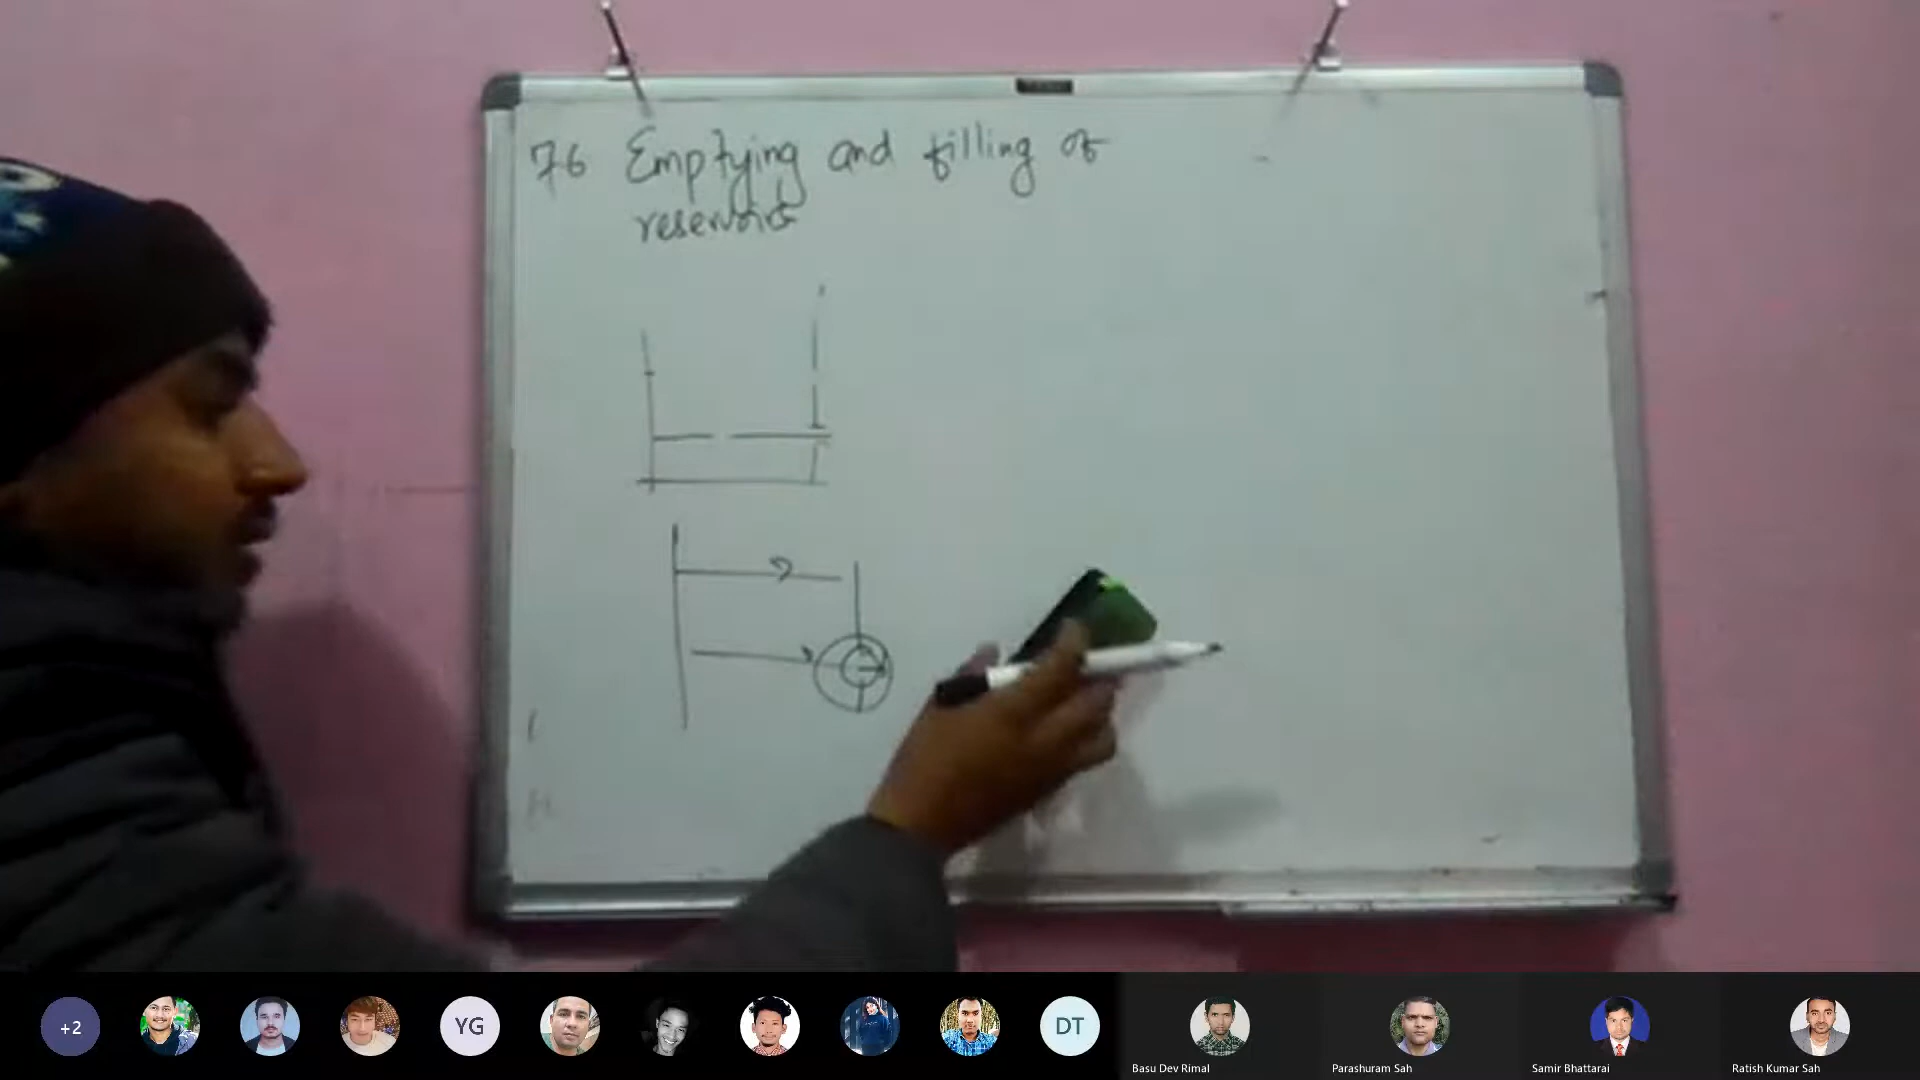 7.6 Emptying and filling of
reservoirs
+2
YG
DT
Basu Dev Rimal
Parashuram Sah
Samir Bhattarai
Ratish Kumar Sah